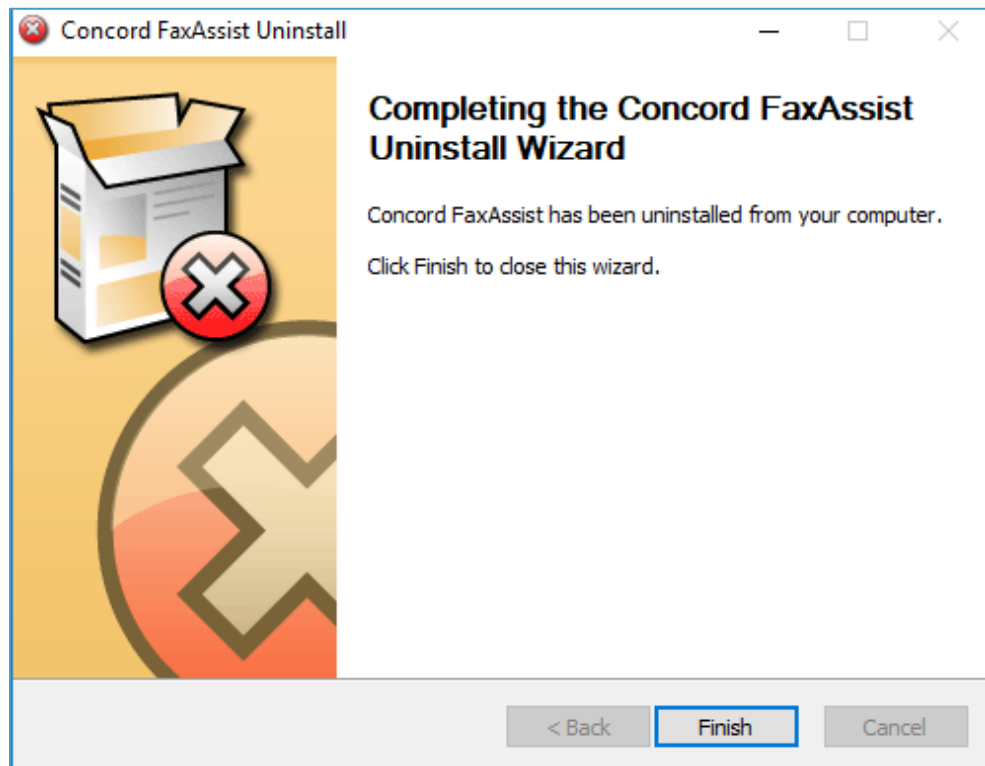 Concord FaxAssist Uninstall
Completing the Concord FaxAssist
Uninstall Wizard
Concord FaxAssist has been uninstalled from your computer.
Click Finish to close this wizard.
< Back
Finish
Cancel